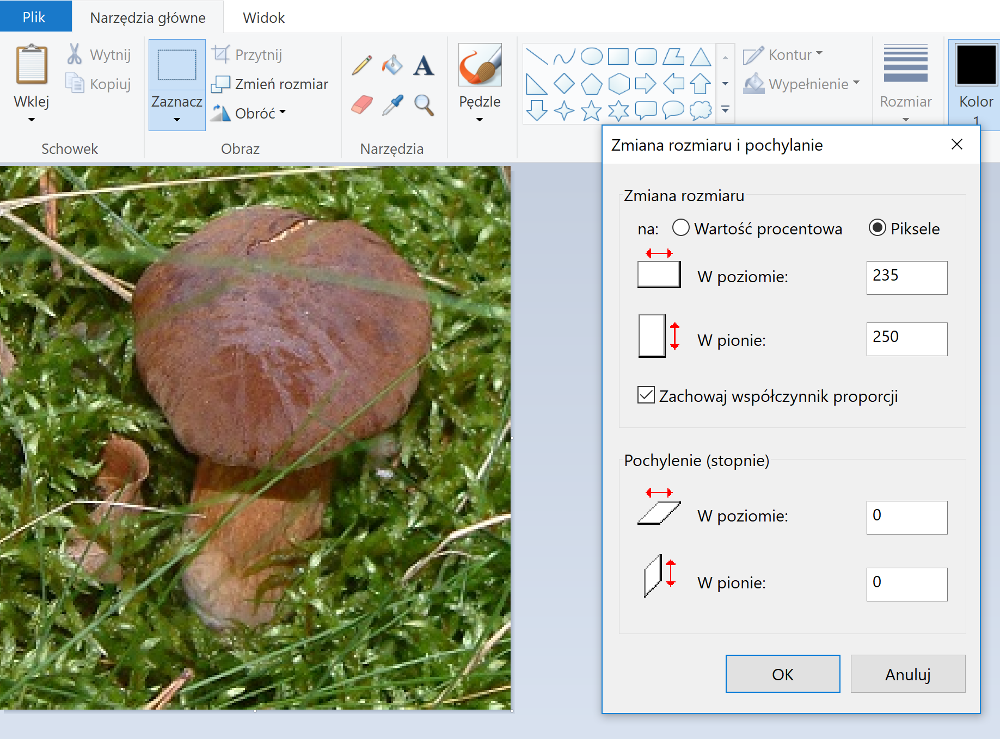 Plik
Narzędzia główne
Widok
Wklej
Wytnij
Kopiuj
Schowek
Zaznacz
Przytnij
Zmień rozmiar
Obróć
Obraz
A
Narzędzia
Pędzle
Kontur
Wypełnienie
Rozmiar
Kolor
1
Zmiana rozmiaru i pochylanie
Zmiana rozmiaru
na: Wartość procentowa Piksele
W poziomie: 235
W pionie: 250
Zachowaj współczynnik proporcji
Pochylenie (stopnie)
W poziomie: 0
W pionie: 0
OK Anuluj